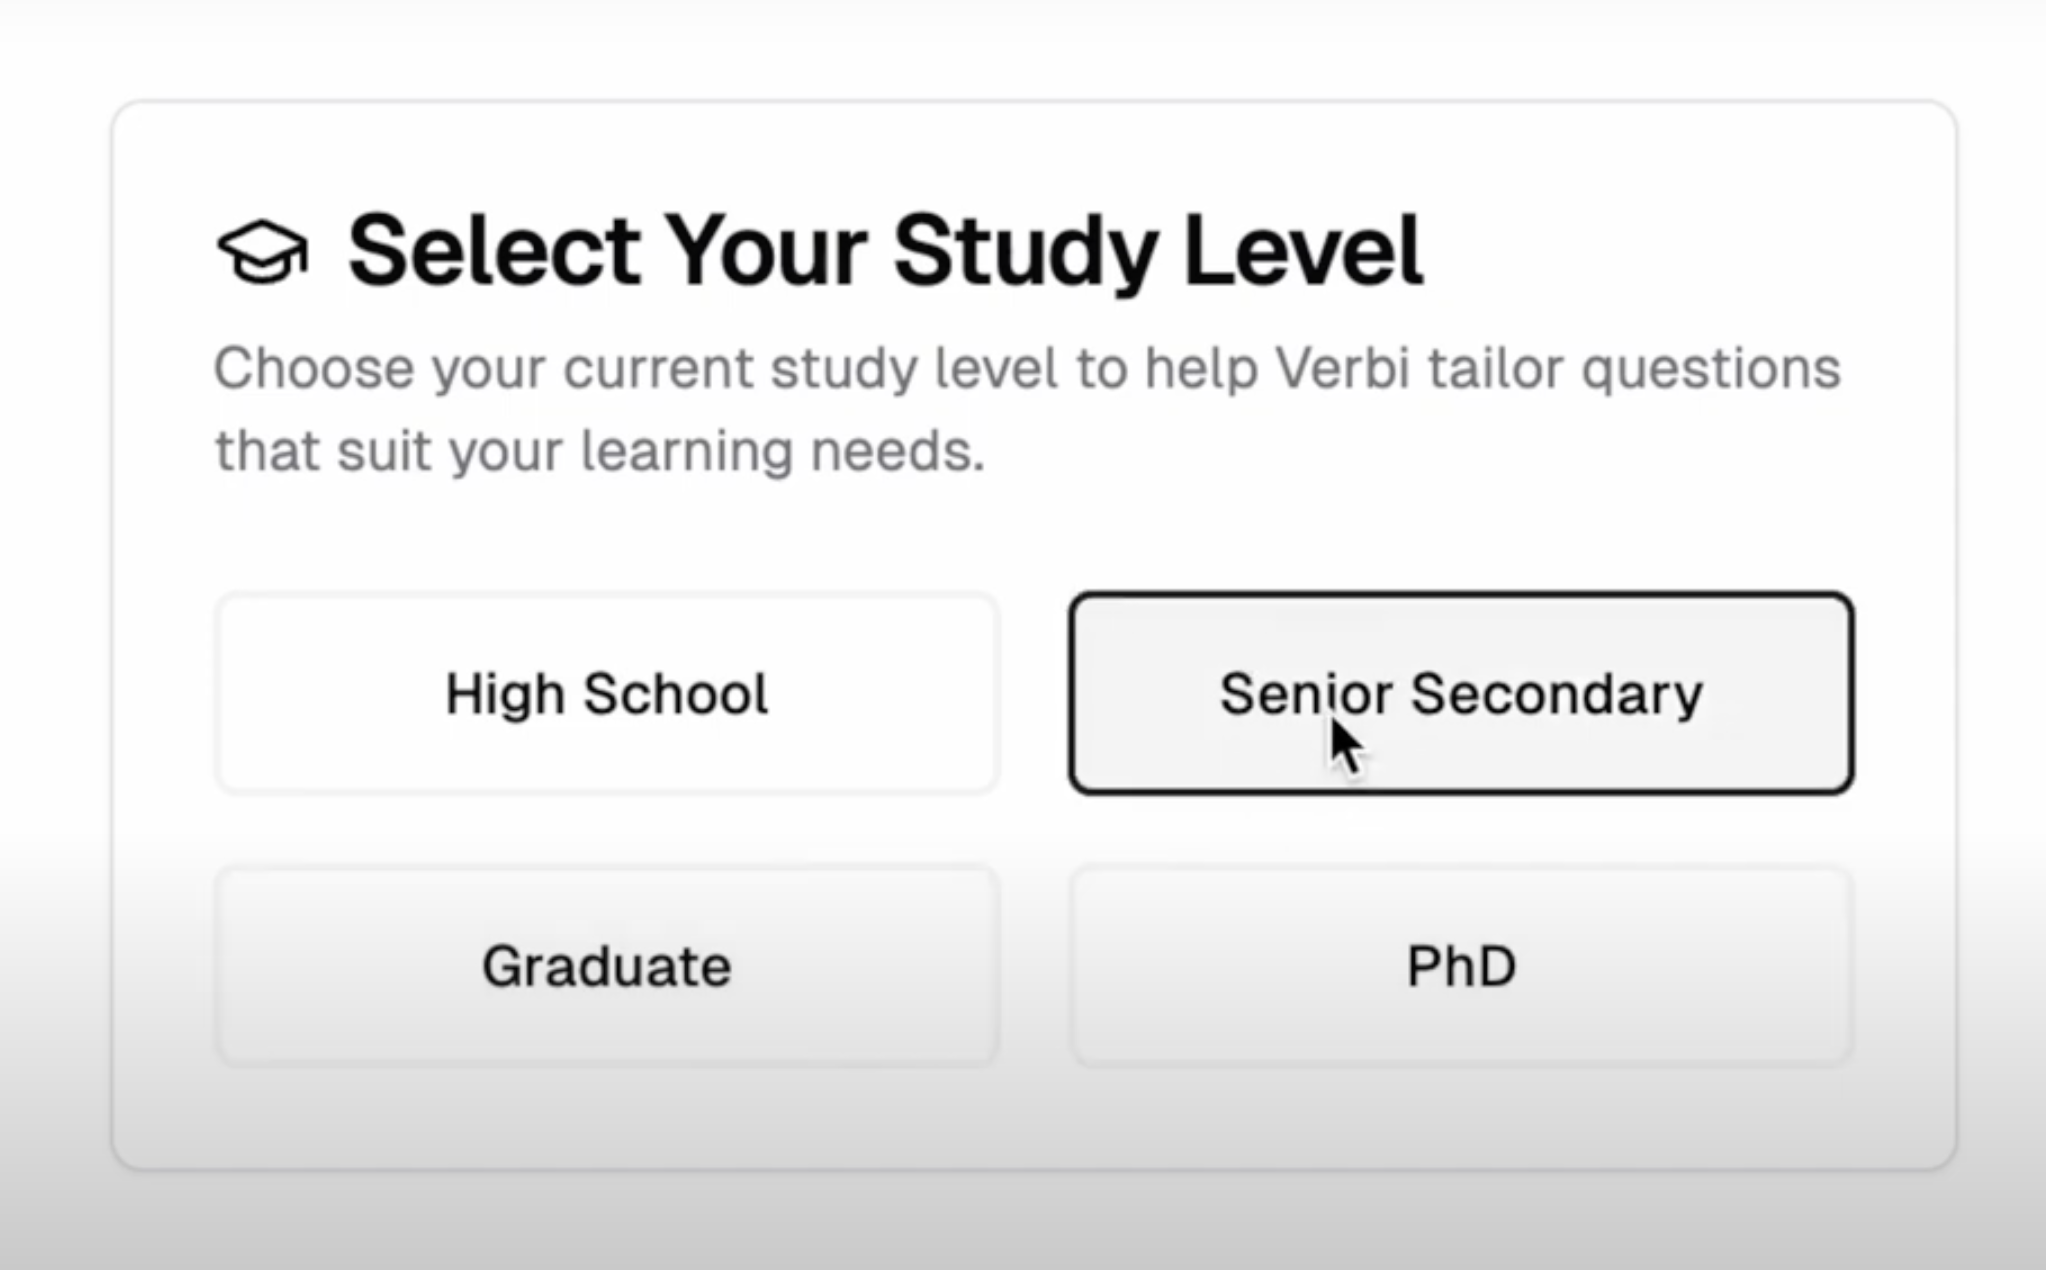 Select Your Study Level
Choose your current study level to help Verbi tailor questions
that suit your learning needs.
High School
Senior Secondary
Graduate
PhD